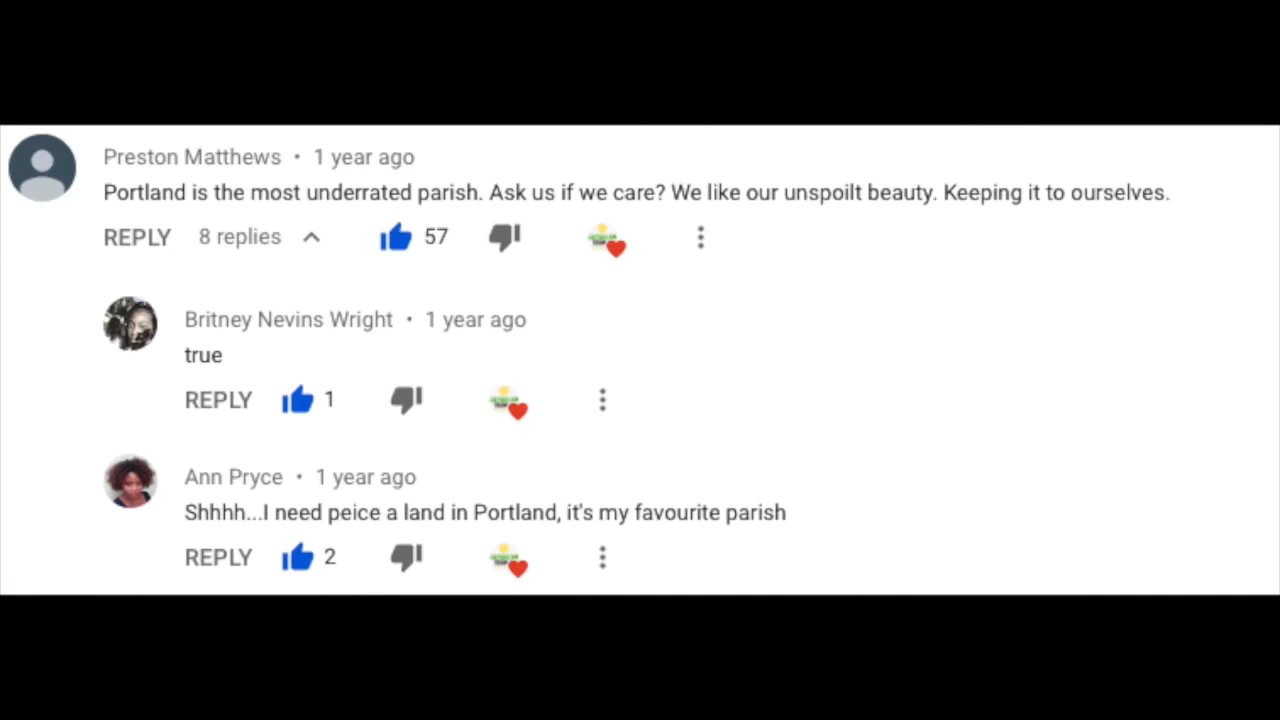 Preston Matthews • 1 year ago
Portland is the most underrated parish. Ask us if we care? We like our unspoilt beauty. Keeping it to ourselves.
REPLY 8 replies 57
Britney Nevins Wright • 1 year ago
true
REPLY 1
Ann Pryce • 1 year ago
Shhhh...I need peice a land in Portland, it's my favourite parish
REPLY 2